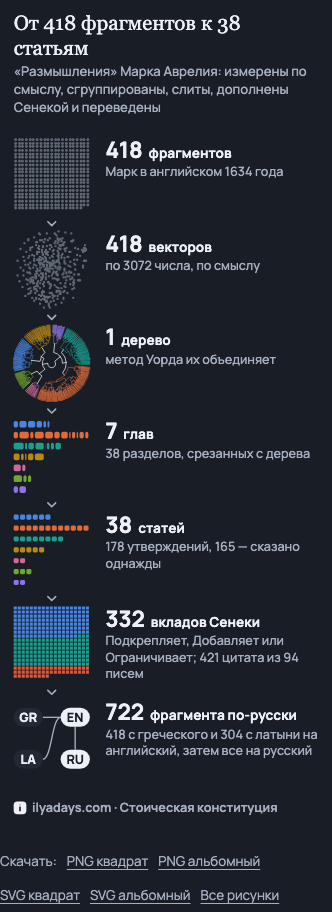 От 418 фрагментов к 38
статьям
«Размышления» Марка Аврелия: измерены по
смыслу, сгруппированы, слиты, дополнены
Сенекой и переведены
418 фрагментов
Марк в английском 1634 года
418 векторов
по 3072 числа, по смыслу
1 дерево
метод Уорда их объединяет
7 глав
38 разделов, срезанных с дерева
38 статей
178 утверждений, 165 — сказано
однажды
332 вкладов Сенеки
Подкрепляет, Добавляет или
Ограничивает; 421 цитата из 94
писем
GR EN
LA RU
722 фрагмента по-русски
418 с греческого и 304 с латыни на
английский, затем все на русский
ilyadays.com · Стоическая конституция
Скачать: PNG квадрат PNG альбомный
SVG квадрат SVG альбомный Все рисунки